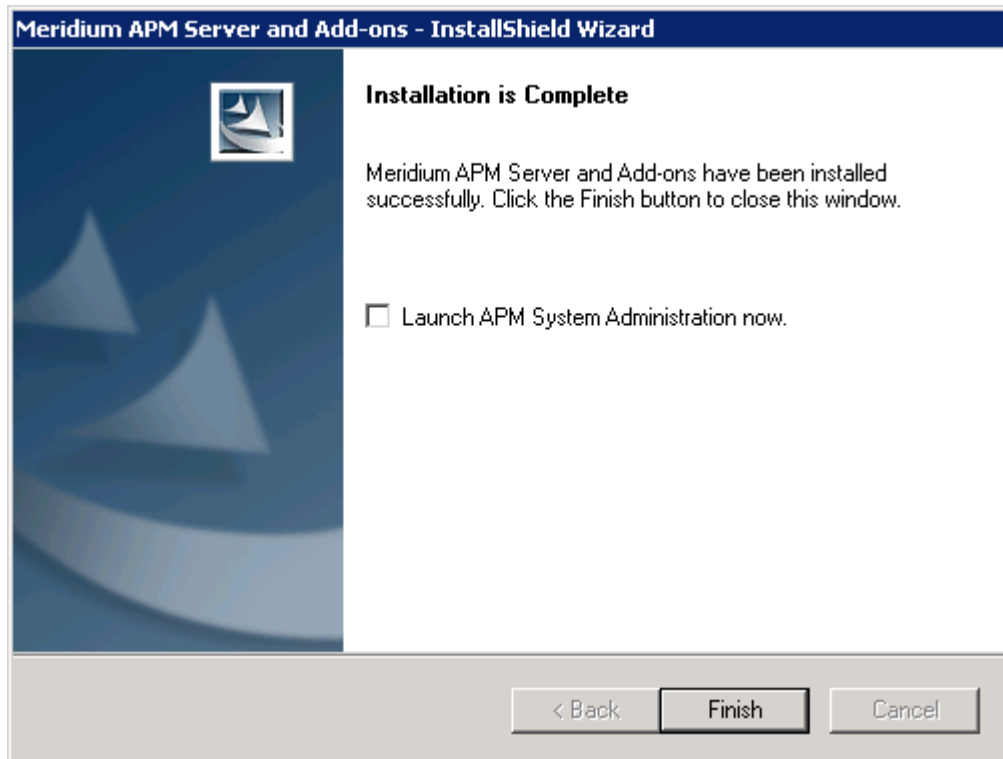 Meridium APM Server and Add-ons - InstallShield Wizard
Installation is Complete
Meridium APM Server and Add-ons have been installed
successfully. Click the Finish button to close this window.
Launch APM System Administration now.
< Back
Finish
Cancel